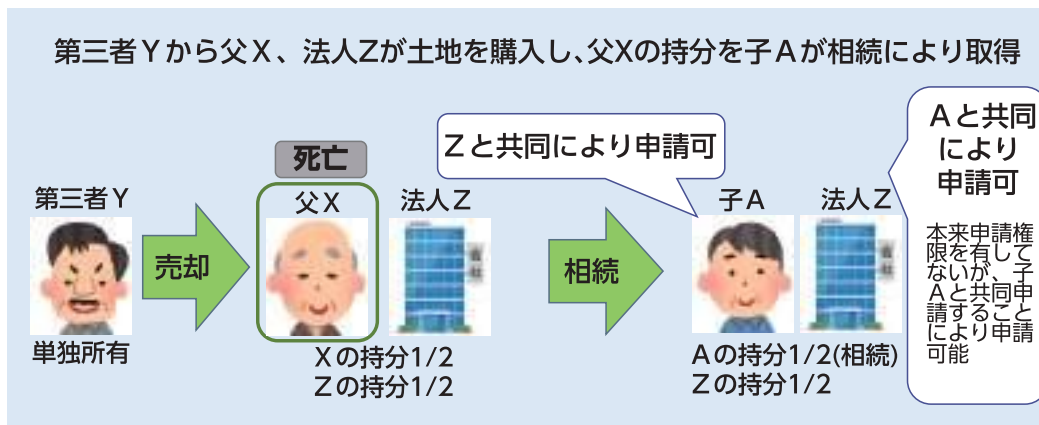 第三者Yから父X、法人Zが土地を購入し、父Xの持分を子Aが相続により取得
死亡
第三者Y
父X
法人Z
売却
単独所有
Xの持分1/2
Zの持分1/2
相続
Zと共同により申請可
子A
法人Z
Aの持分1/2(相続)
Zの持分1/2
Aと共同
により
申請可
本来申請権
限を有して
ないが、子
Aと共同申
請すること
により申請
可能